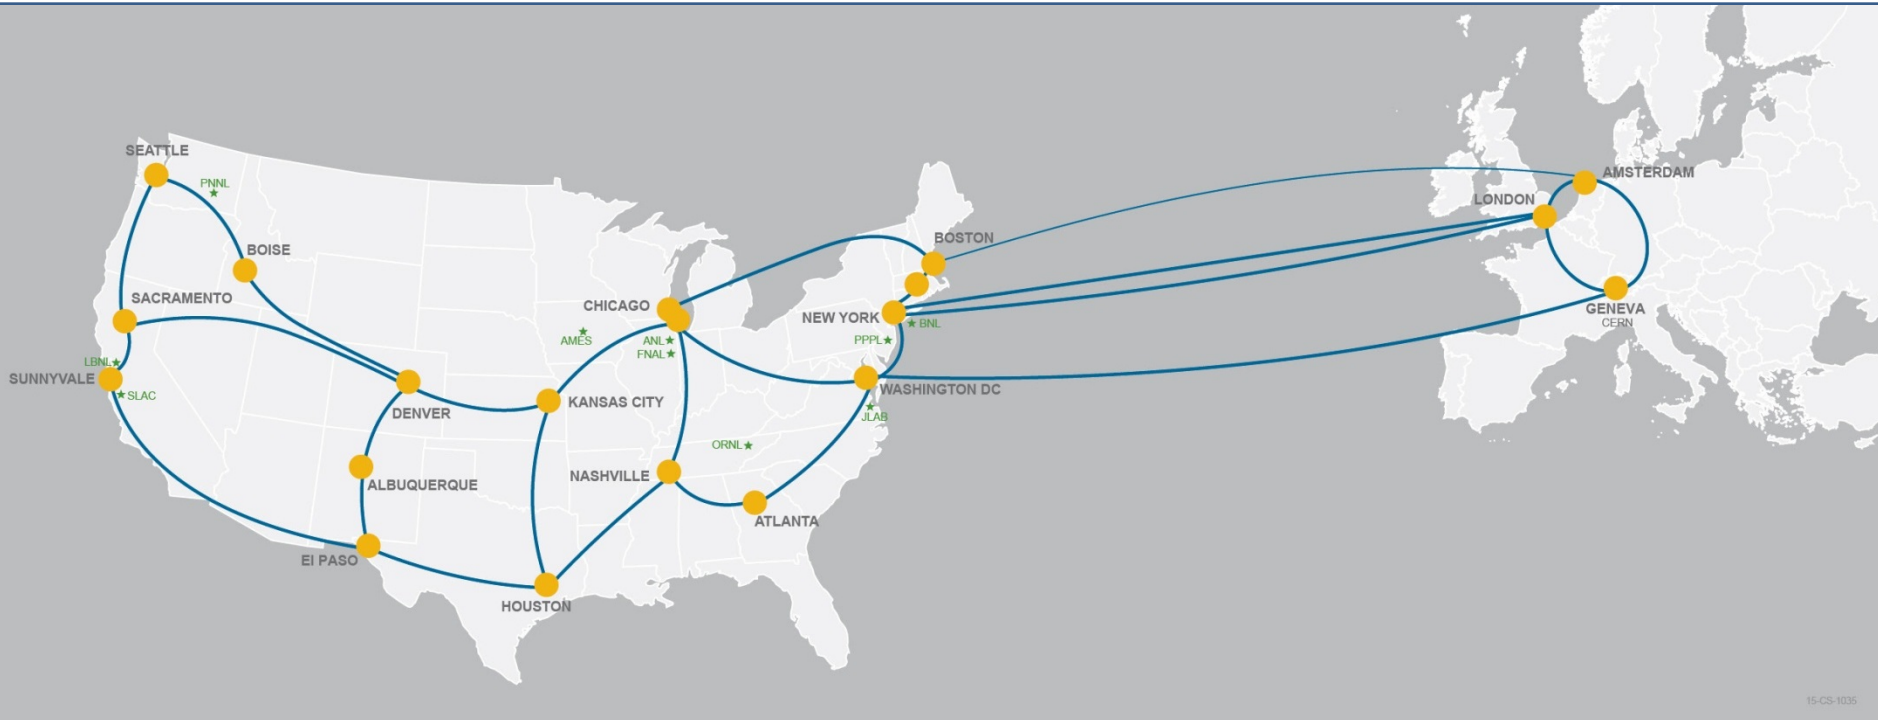 SEATTLE
PNNL
BOISE
SACRAMENTO
LBNL
SUNNYVALE
SLAC
DENVER
ALBUQUERQUE
El PASO
HOUSTON
KANSAS CITY
AMES
CHICAGO
ANL
FNAL
NASHVILLE
ORNL
ATLANTA
BOSTON
NEW YORK
BNL
PPPL
WASHINGTON DC
JLAB
AMSTERDAM
LONDON
GENEVA
CERN
15-CS-1035